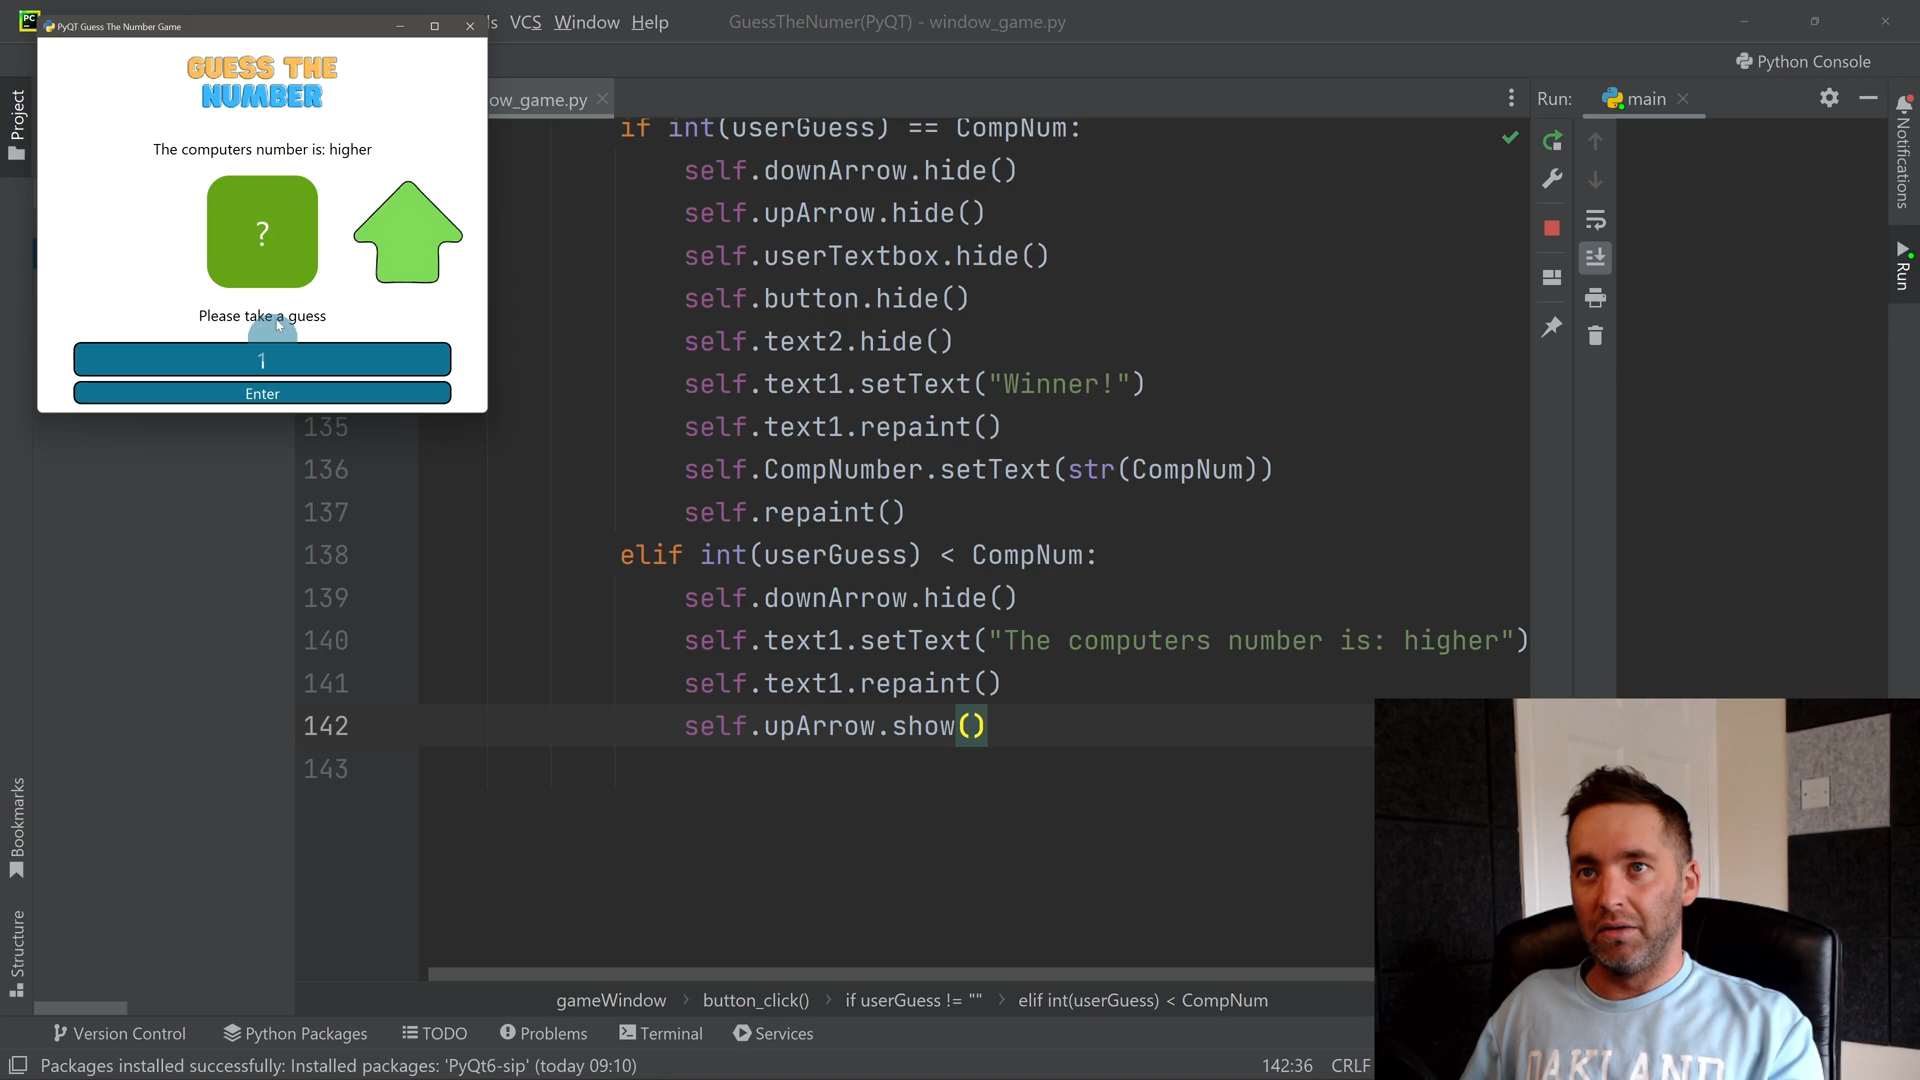 PC
PyQT Guess The Number Game
ls VCS Window Help
GuessTheNumer(PyQT) - window_game.py
Python Console
GUESS THE
NUMBER
The computers number is: higher
?
Please take a guess
1
Enter
Project
Bookmarks
Structure
ow_game.py
if int(userGuess) == CompNum:
self.downArrow.hide()
self.upArrow.hide()
self.userTextbox.hide()
self.button.hide()
self.text2.hide()
self.text1.setText("Winner!")
135 self.text1.repaint()
136 self.CompNumber.setText(str(CompNum))
137 self.repaint()
138 elif int(userGuess) < CompNum:
139 self.downArrow.hide()
140 self.text1.setText("The computers number is: higher")
141 self.text1.repaint()
142 self.upArrow.show()
143
Run: main
Notifications
Run
OAKLAND
gameWindow button_click() if userGuess != "" elif int(userGuess) < CompNum
Version Control Python Packages TODO Problems Terminal Services
Packages installed successfully: Installed packages: 'PyQt6-sip' (today 09:10)
142:36 CRLF